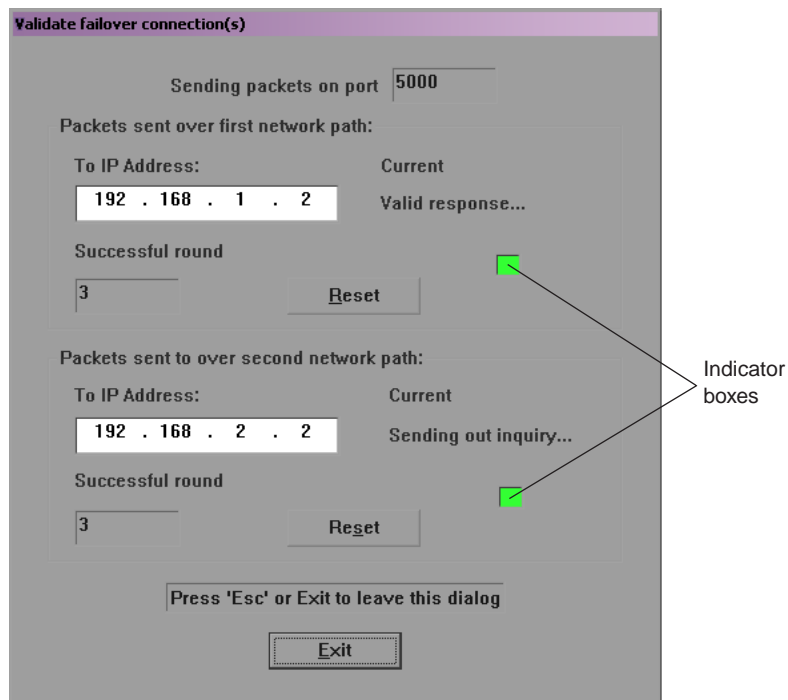 Validate failover connection(s)
Sending packets on port 5000
Packets sent over first network path:
To IP Address: Current
192 . 168 . 1 . 2 Valid response...
Successful round
3 Reset
Packets sent to over second network path:
To IP Address: Current
192 . 168 . 2 . 2 Sending out inquiry...
Successful round
3 Reset
Press 'Esc' or Exit to leave this dialog
Exit
Indicator
boxes